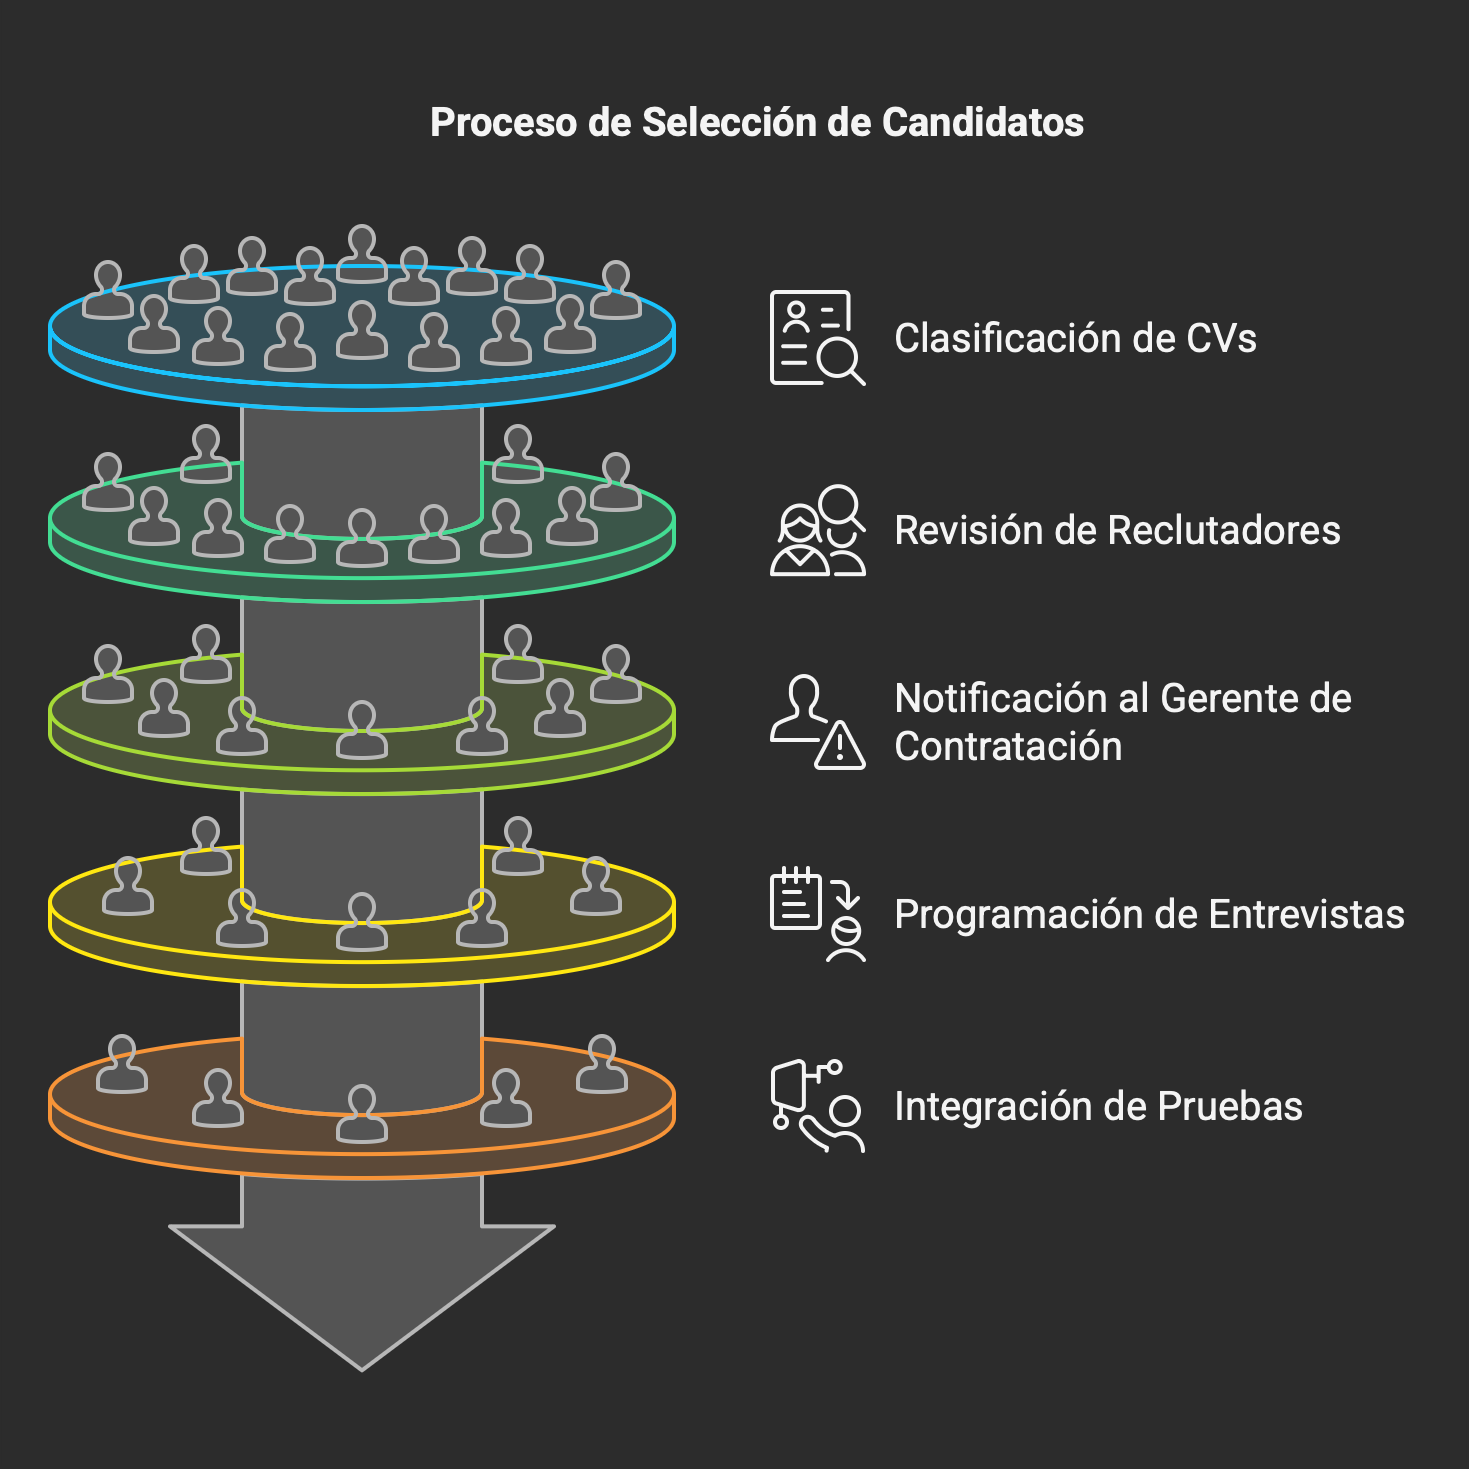 Proceso de Selección de Candidatos
Clasificación de CVs
Revisión de Reclutadores
Notificación al Gerente de
Contratación
Programación de Entrevistas
Integración de Pruebas